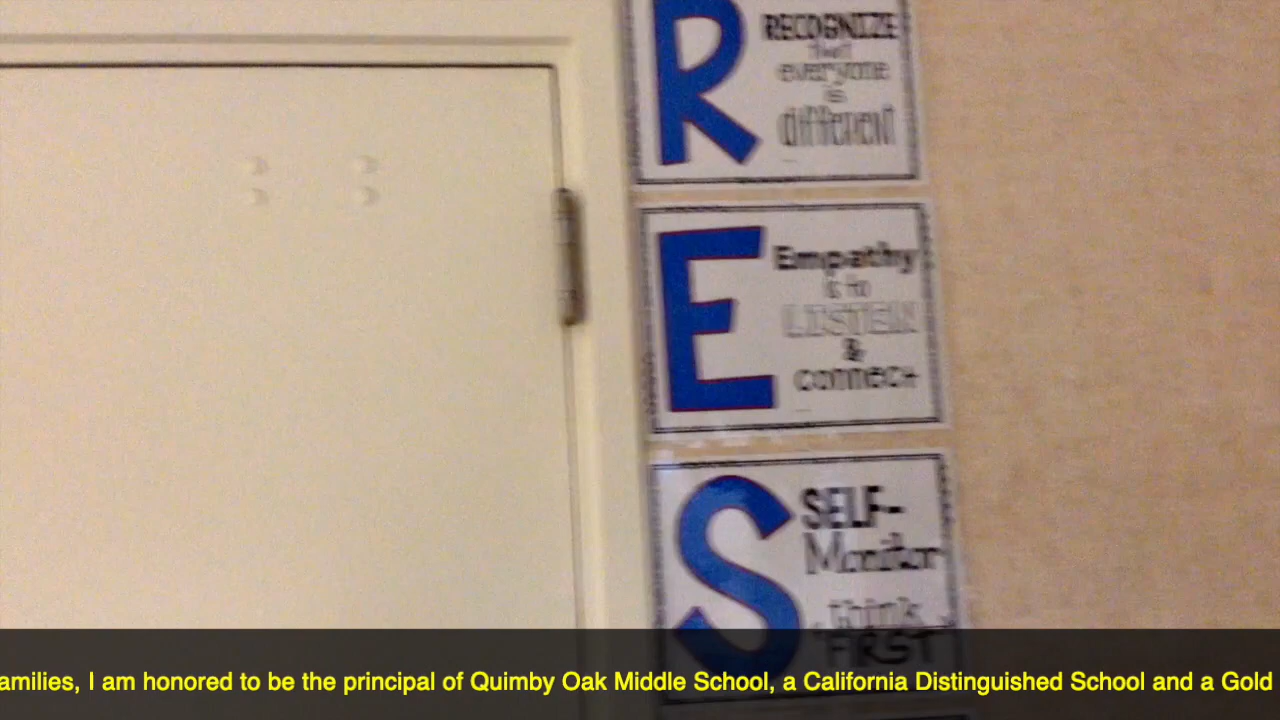 R
RECOGNIZE
that
everyone
is
different
E
Empathy
is to
LISTEN
&
connect
S
SELF-
Monitor
think
FIRST
amilies, I am honored to be the principal of Quimby Oak Middle School, a California Distinguished School and a Gold